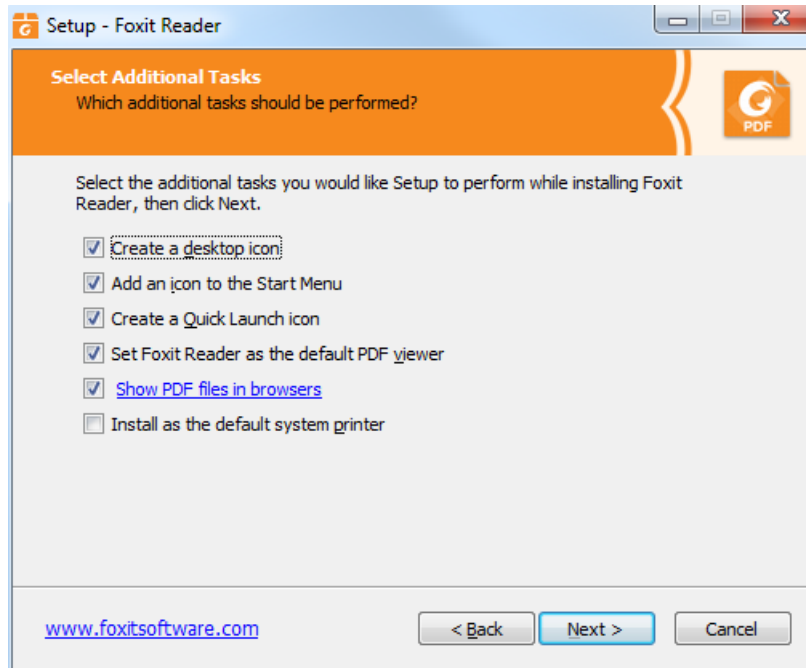 Setup - Foxit Reader
Select Additional Tasks
Which additional tasks should be performed?
PDF
Select the additional tasks you would like Setup to perform while installing Foxit
Reader, then click Next.
Create a desktop icon
Add an icon to the Start Menu
Create a Quick Launch icon
Set Foxit Reader as the default PDF viewer
Show PDF files in browsers
Install as the default system printer
www.foxitsoftware.com
< Back
Next >
Cancel